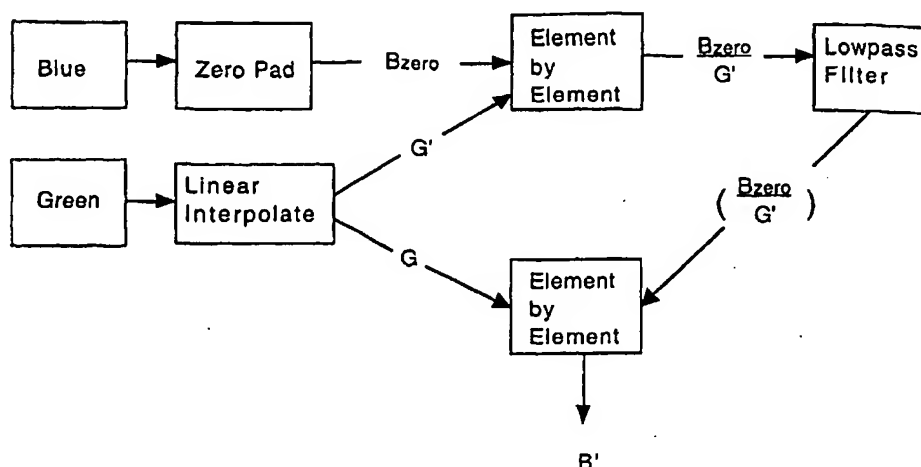 Blue
Zero Pad
Bzero
Element
by
Element
Bzero
G'
Lowpass
Filter
G'
Green
Linear
Interpolate
( Bzero )
G'
G
Element
by
Element
B'